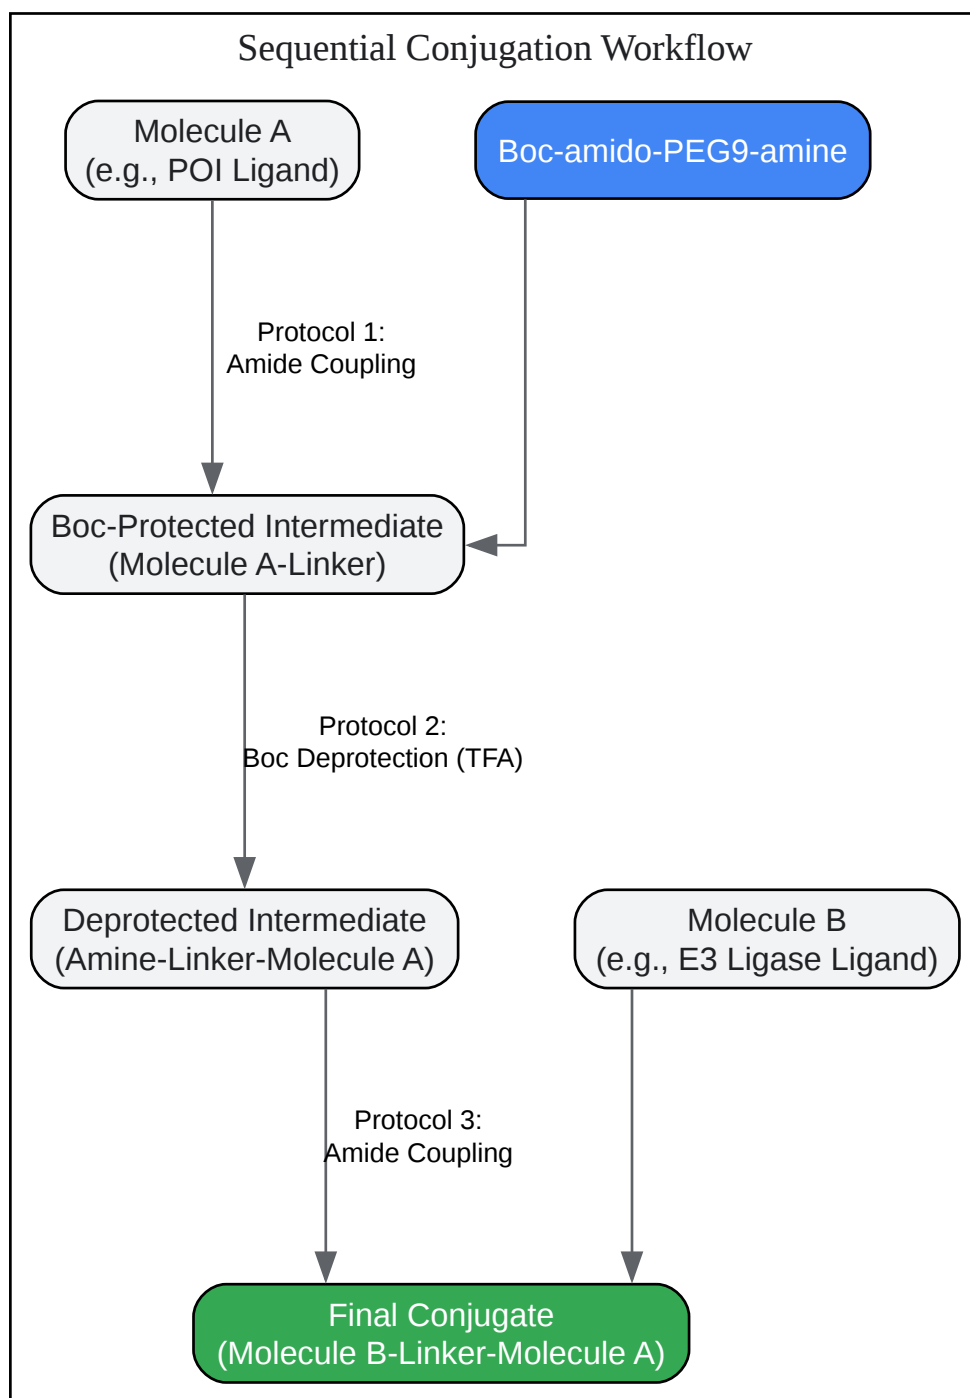 Sequential Conjugation Workflow
Molecule A
(e.g., POI Ligand)
Boc-amido-PEG9-amine
Protocol 1:
Amide Coupling
Boc-Protected Intermediate
(Molecule A-Linker)
Protocol 2:
Boc Deprotection (TFA)
Deprotected Intermediate
(Amine-Linker-Molecule A)
Molecule B
(e.g., E3 Ligase Ligand)
Protocol 3:
Amide Coupling
Final Conjugate
(Molecule B-Linker-Molecule A)